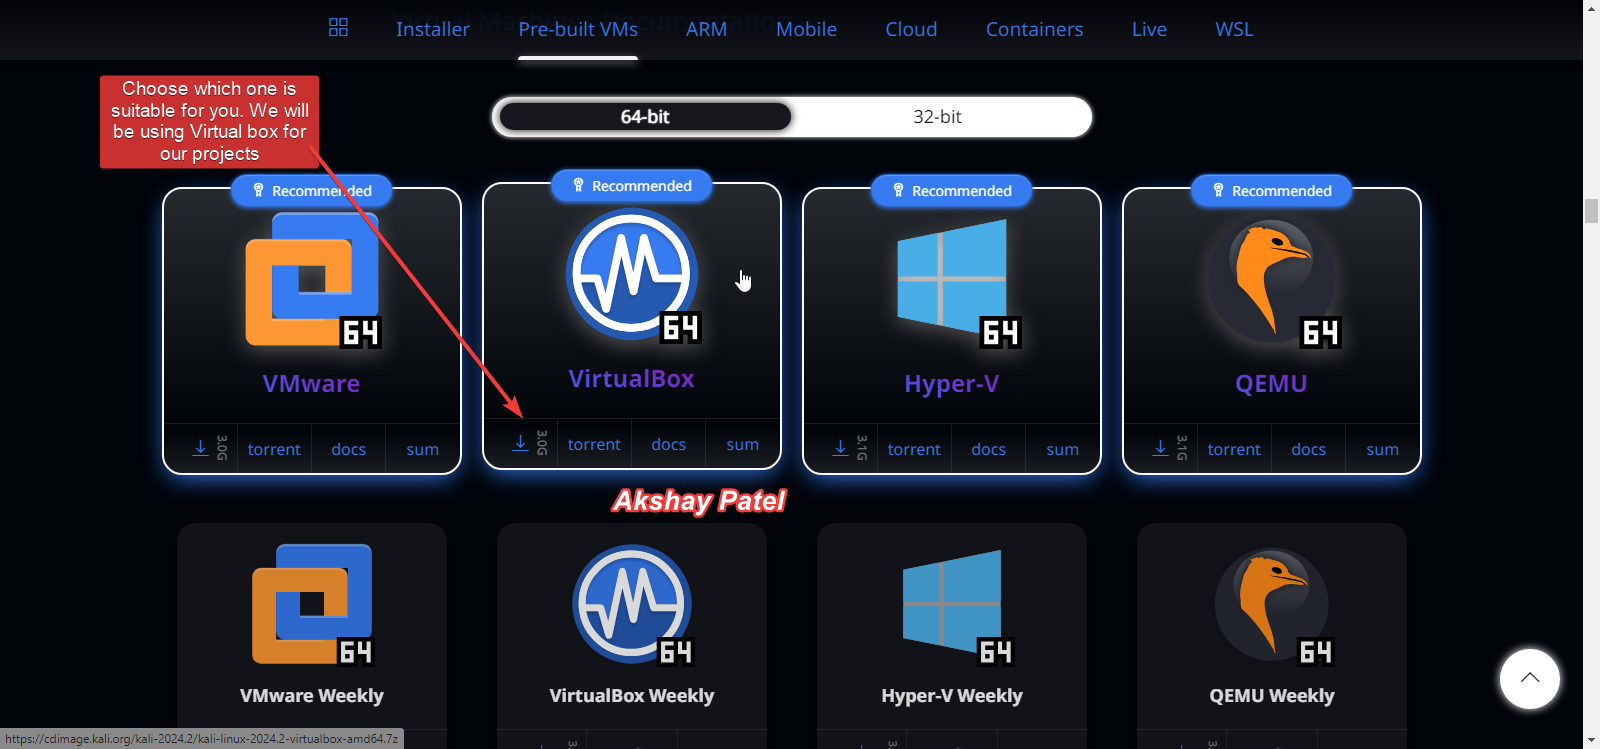 Virtual Machines Documentation
Installer Pre-built VMs ARM Mobile Cloud Containers Live WSL
Choose which one is
suitable for you. We will
be using Virtual box for
our projects
64-bit 32-bit
Recommended Recommended Recommended Recommended
64 64 64 64
VMware VirtualBox Hyper-V QEMU
3.0G torrent docs sum 3.0G torrent docs sum 3.1G torrent docs sum 3.1G torrent docs sum
Akshay Patel
64 64 64 64
VMware Weekly VirtualBox Weekly Hyper-V Weekly QEMU Weekly
https://cdimage.kali.org/kali-2024.2/kali-linux-2024.2-virtualbox-amd64.7z